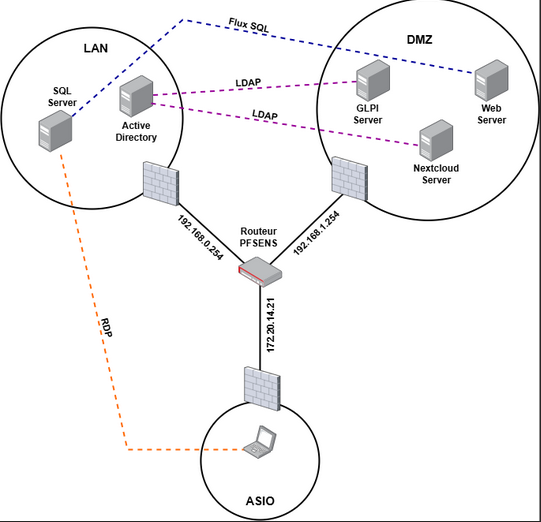 Flux SQL
LAN
DMZ
SQL
Server
Active
Directory
LDAP
LDAP
GLPI
Server
Web
Server
Nextcloud
Server
192.168.0.254
Routeur
PFSENS
192.168.1.254
172.20.14.21
RDP
ASIO